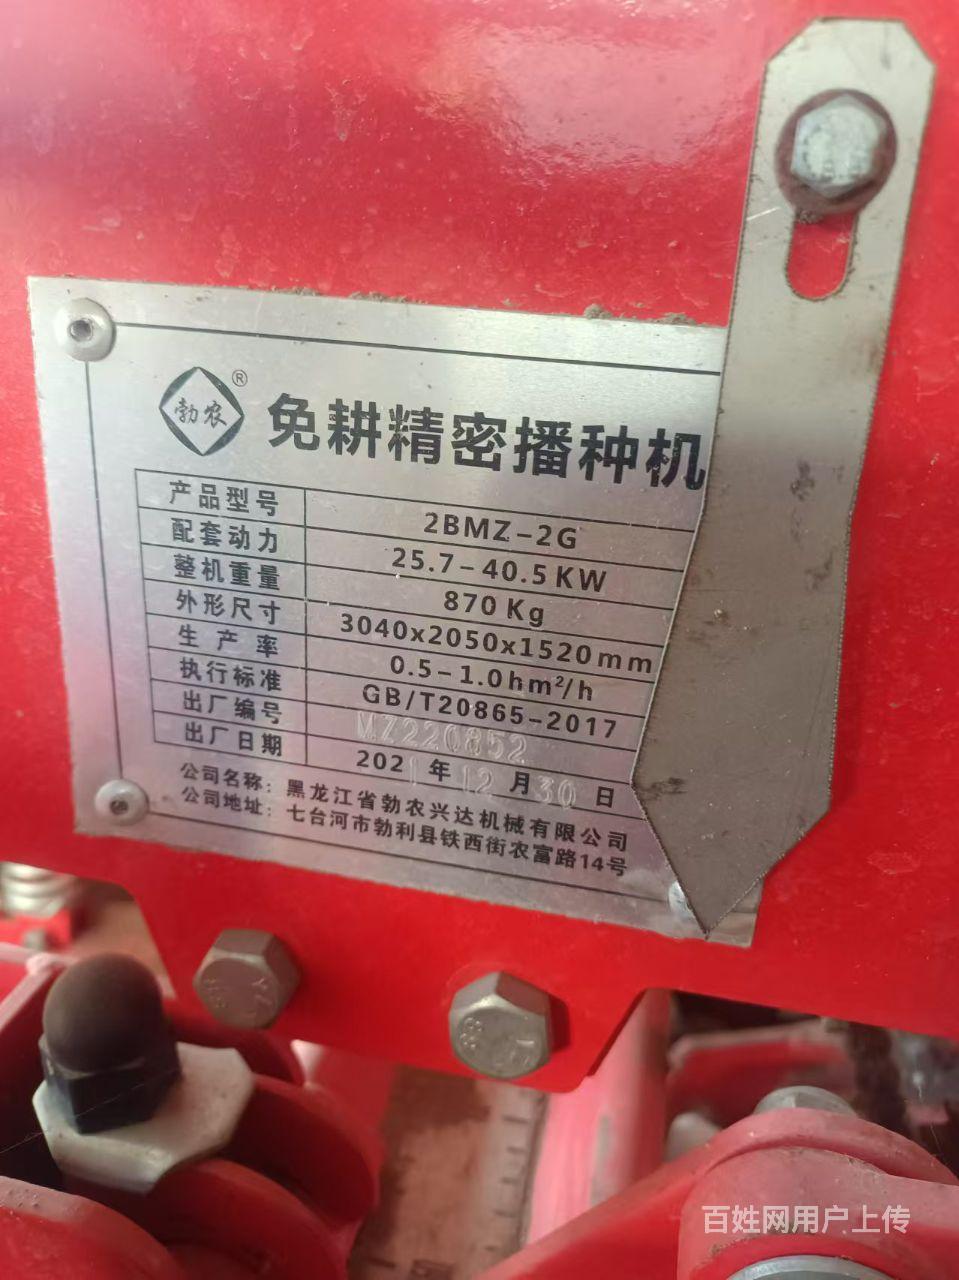 勃农®
免耕精密播种机
产品型号 2BMZ-2G
配套动力 25.7-40.5KW
整机重量 870Kg
外形尺寸 3040x2050x1520mm
生产率 0.5-1.0hm²/h
执行标准 GB/T20865-2017
出厂编号 MZ220852
出厂日期 2021年12月30日
公司名称：黑龙江省勃农兴达机械有限公司
公司地址：七台河市勃利县铁西街农富路14号
百姓网用户上传